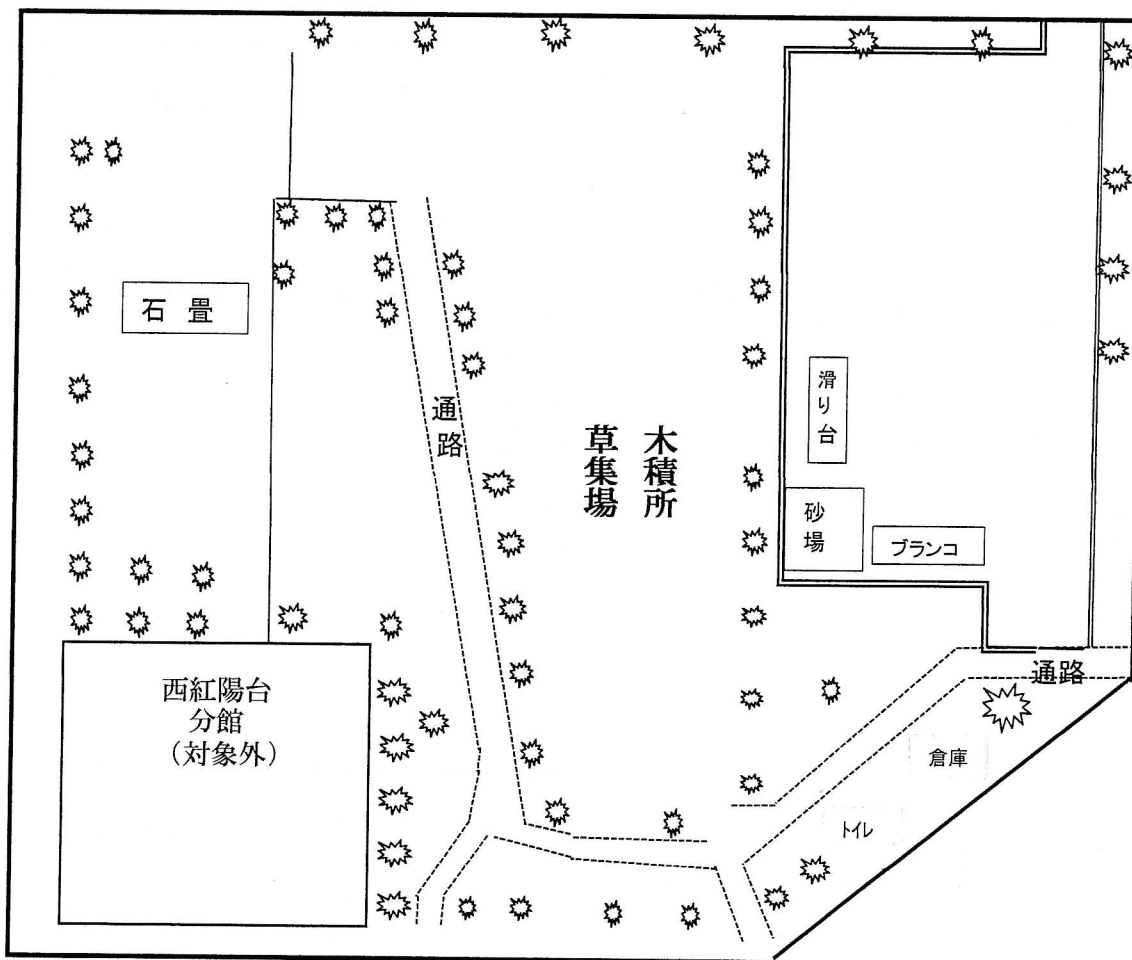 石畳
通路
木積所
草集場
滑り台
砂場
ブランコ
西紅陽台
分館
(対象外)
通路
倉庫
トイレ